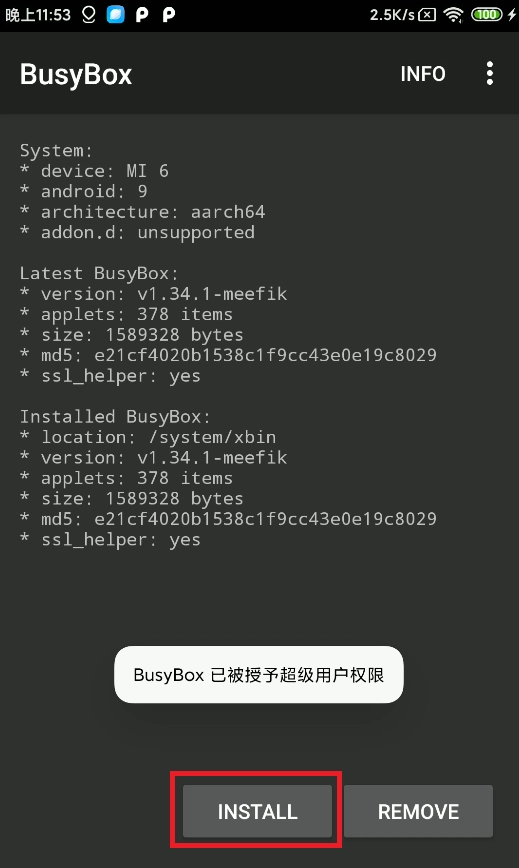 晚上11:53
2.5K/s
100
BusyBox
INFO
System:
* device: MI 6
* android: 9
* architecture: aarch64
* addon.d: unsupported
Latest BusyBox:
* version: v1.34.1-meefik
* applets: 378 items
* size: 1589328 bytes
* md5: e21cf4020b1538c1f9cc43e0e19c8029
* ssl_helper: yes
Installed BusyBox:
* location: /system/xbin
* version: v1.34.1-meefik
* applets: 378 items
* size: 1589328 bytes
* md5: e21cf4020b1538c1f9cc43e0e19c8029
* ssl_helper: yes
BusyBox 已被授予超级用户权限
INSTALL
REMOVE